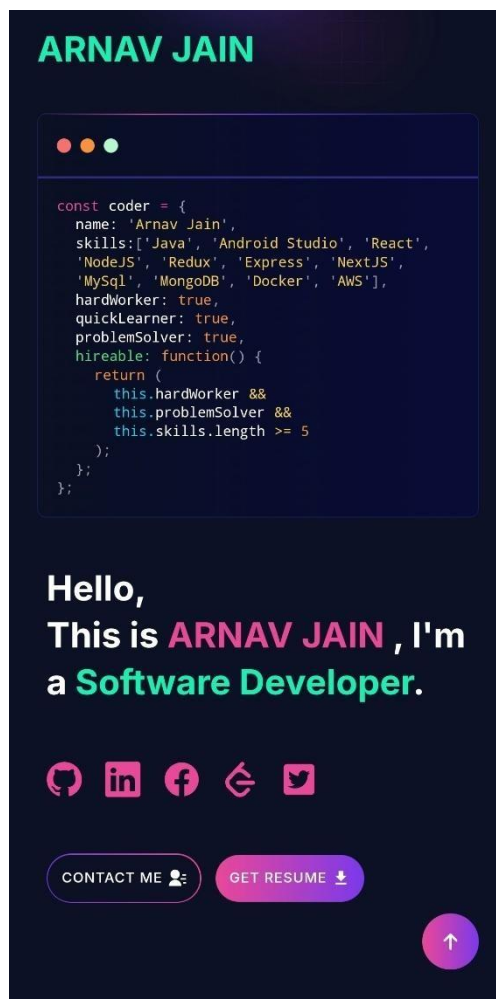 ARNAV JAIN
const coder = {
name: 'Arnav Jain',
skills:['Java', 'Android Studio', 'React',
'NodeJS', 'Redux', 'Express', 'NextJS',
'MySql', 'MongoDB', 'Docker', 'AWS'],
hardWorker: true,
quickLearner: true,
problemSolver: true,
hireable: function() {
return (
this.hardWorker &&
this.problemSolver &&
this.skills.length >= 5
);
};
};
Hello,
This is ARNAV JAIN , I'm
a Software Developer.
in
CONTACT ME
GET RESUME